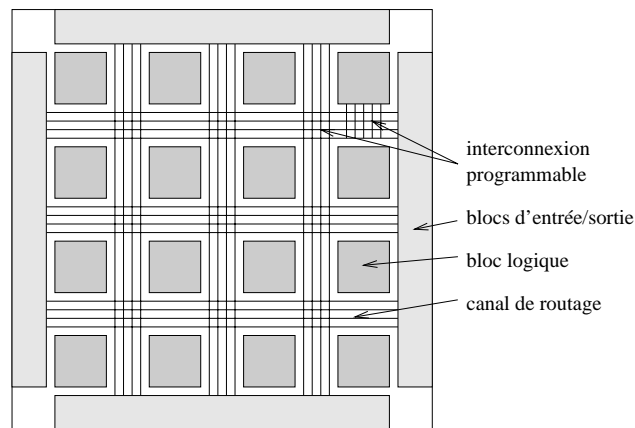 interconnexion
programmable
blocs d'entrée/sortie
bloc logique
canal de routage